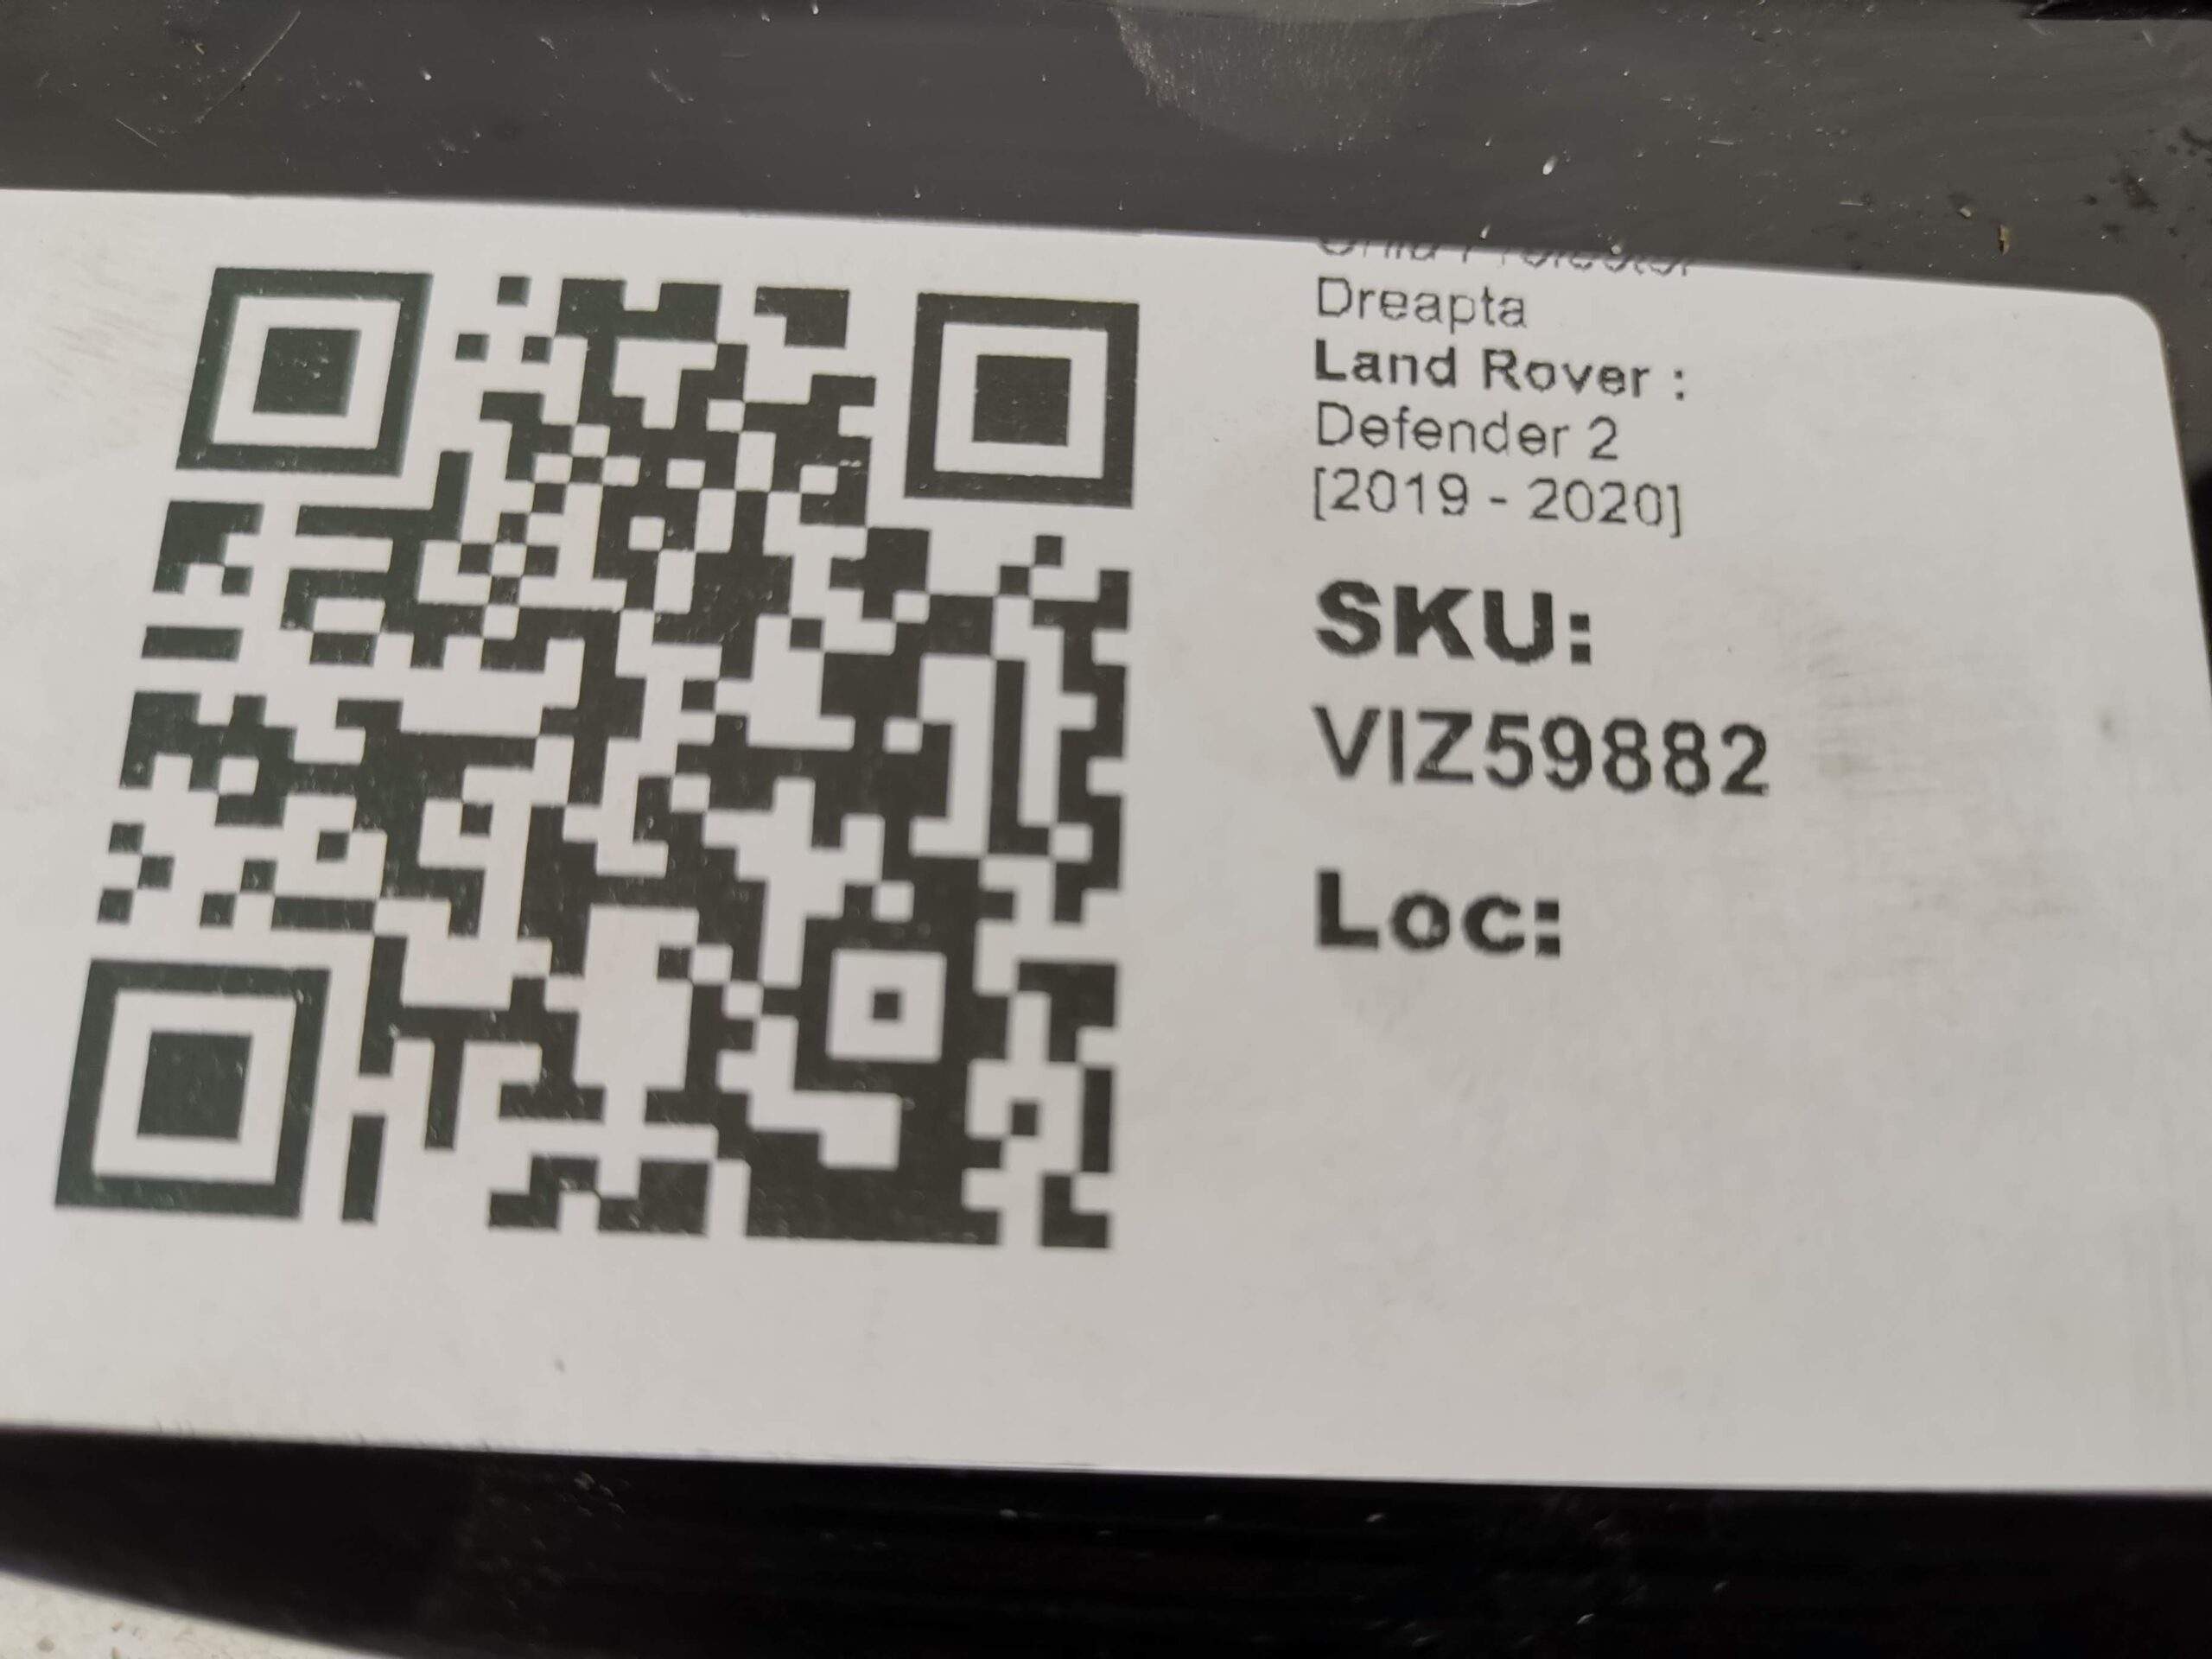 Dreapta
Land Rover :
Defender 2
[2019 - 2020]
SKU:
VIZ59882
Loc: